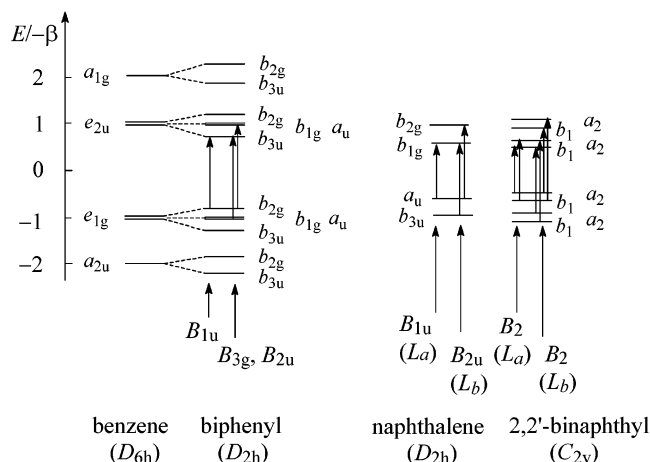 E/−β
2
1
0
−1
−2
a1g
e2u
e1g
a2u
b2g
b3u
b2g
b1g au
b3u
b2g
b1g au
b3u
b2g
b3u
B1u
B3g, B2u
b2g
b1g
au
b3u
B1u
(La)
B2u
(Lb)
a2
b1
a2
b1
a2
b1
a2
b1
B2
(La)
B2
(Lb)
benzene
(D6h)
biphenyl
(D2h)
naphthalene
(D2h)
2,2'-binaphthyl
(C2v)